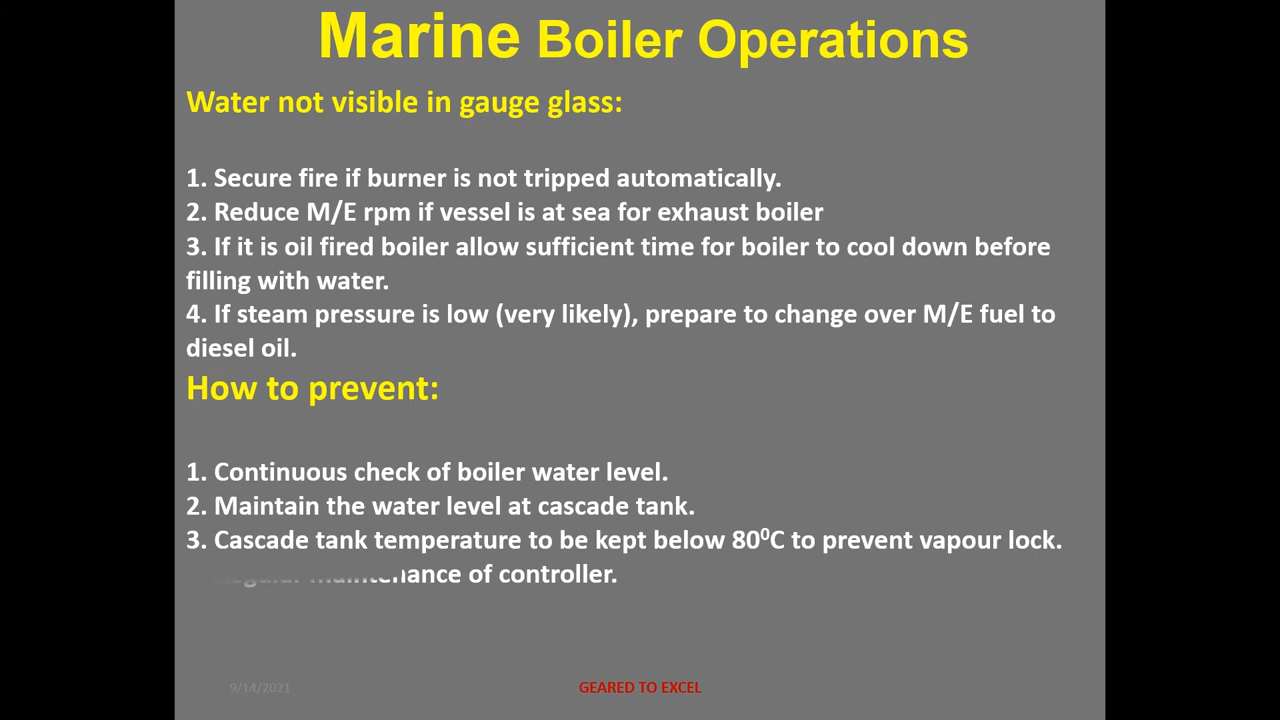 Marine Boiler Operations
Water not visible in gauge glass:
1. Secure fire if burner is not tripped automatically.
2. Reduce M/E rpm if vessel is at sea for exhaust boiler
3. If it is oil fired boiler allow sufficient time for boiler to cool down before
filling with water.
4. If steam pressure is low (very likely), prepare to change over M/E fuel to
diesel oil.
How to prevent:
1. Continuous check of boiler water level.
2. Maintain the water level at cascade tank.
3. Cascade tank temperature to be kept below 80⁰C to prevent vapour lock.
Regular maintenance of controller.
9/14/2021
GEARED TO EXCEL